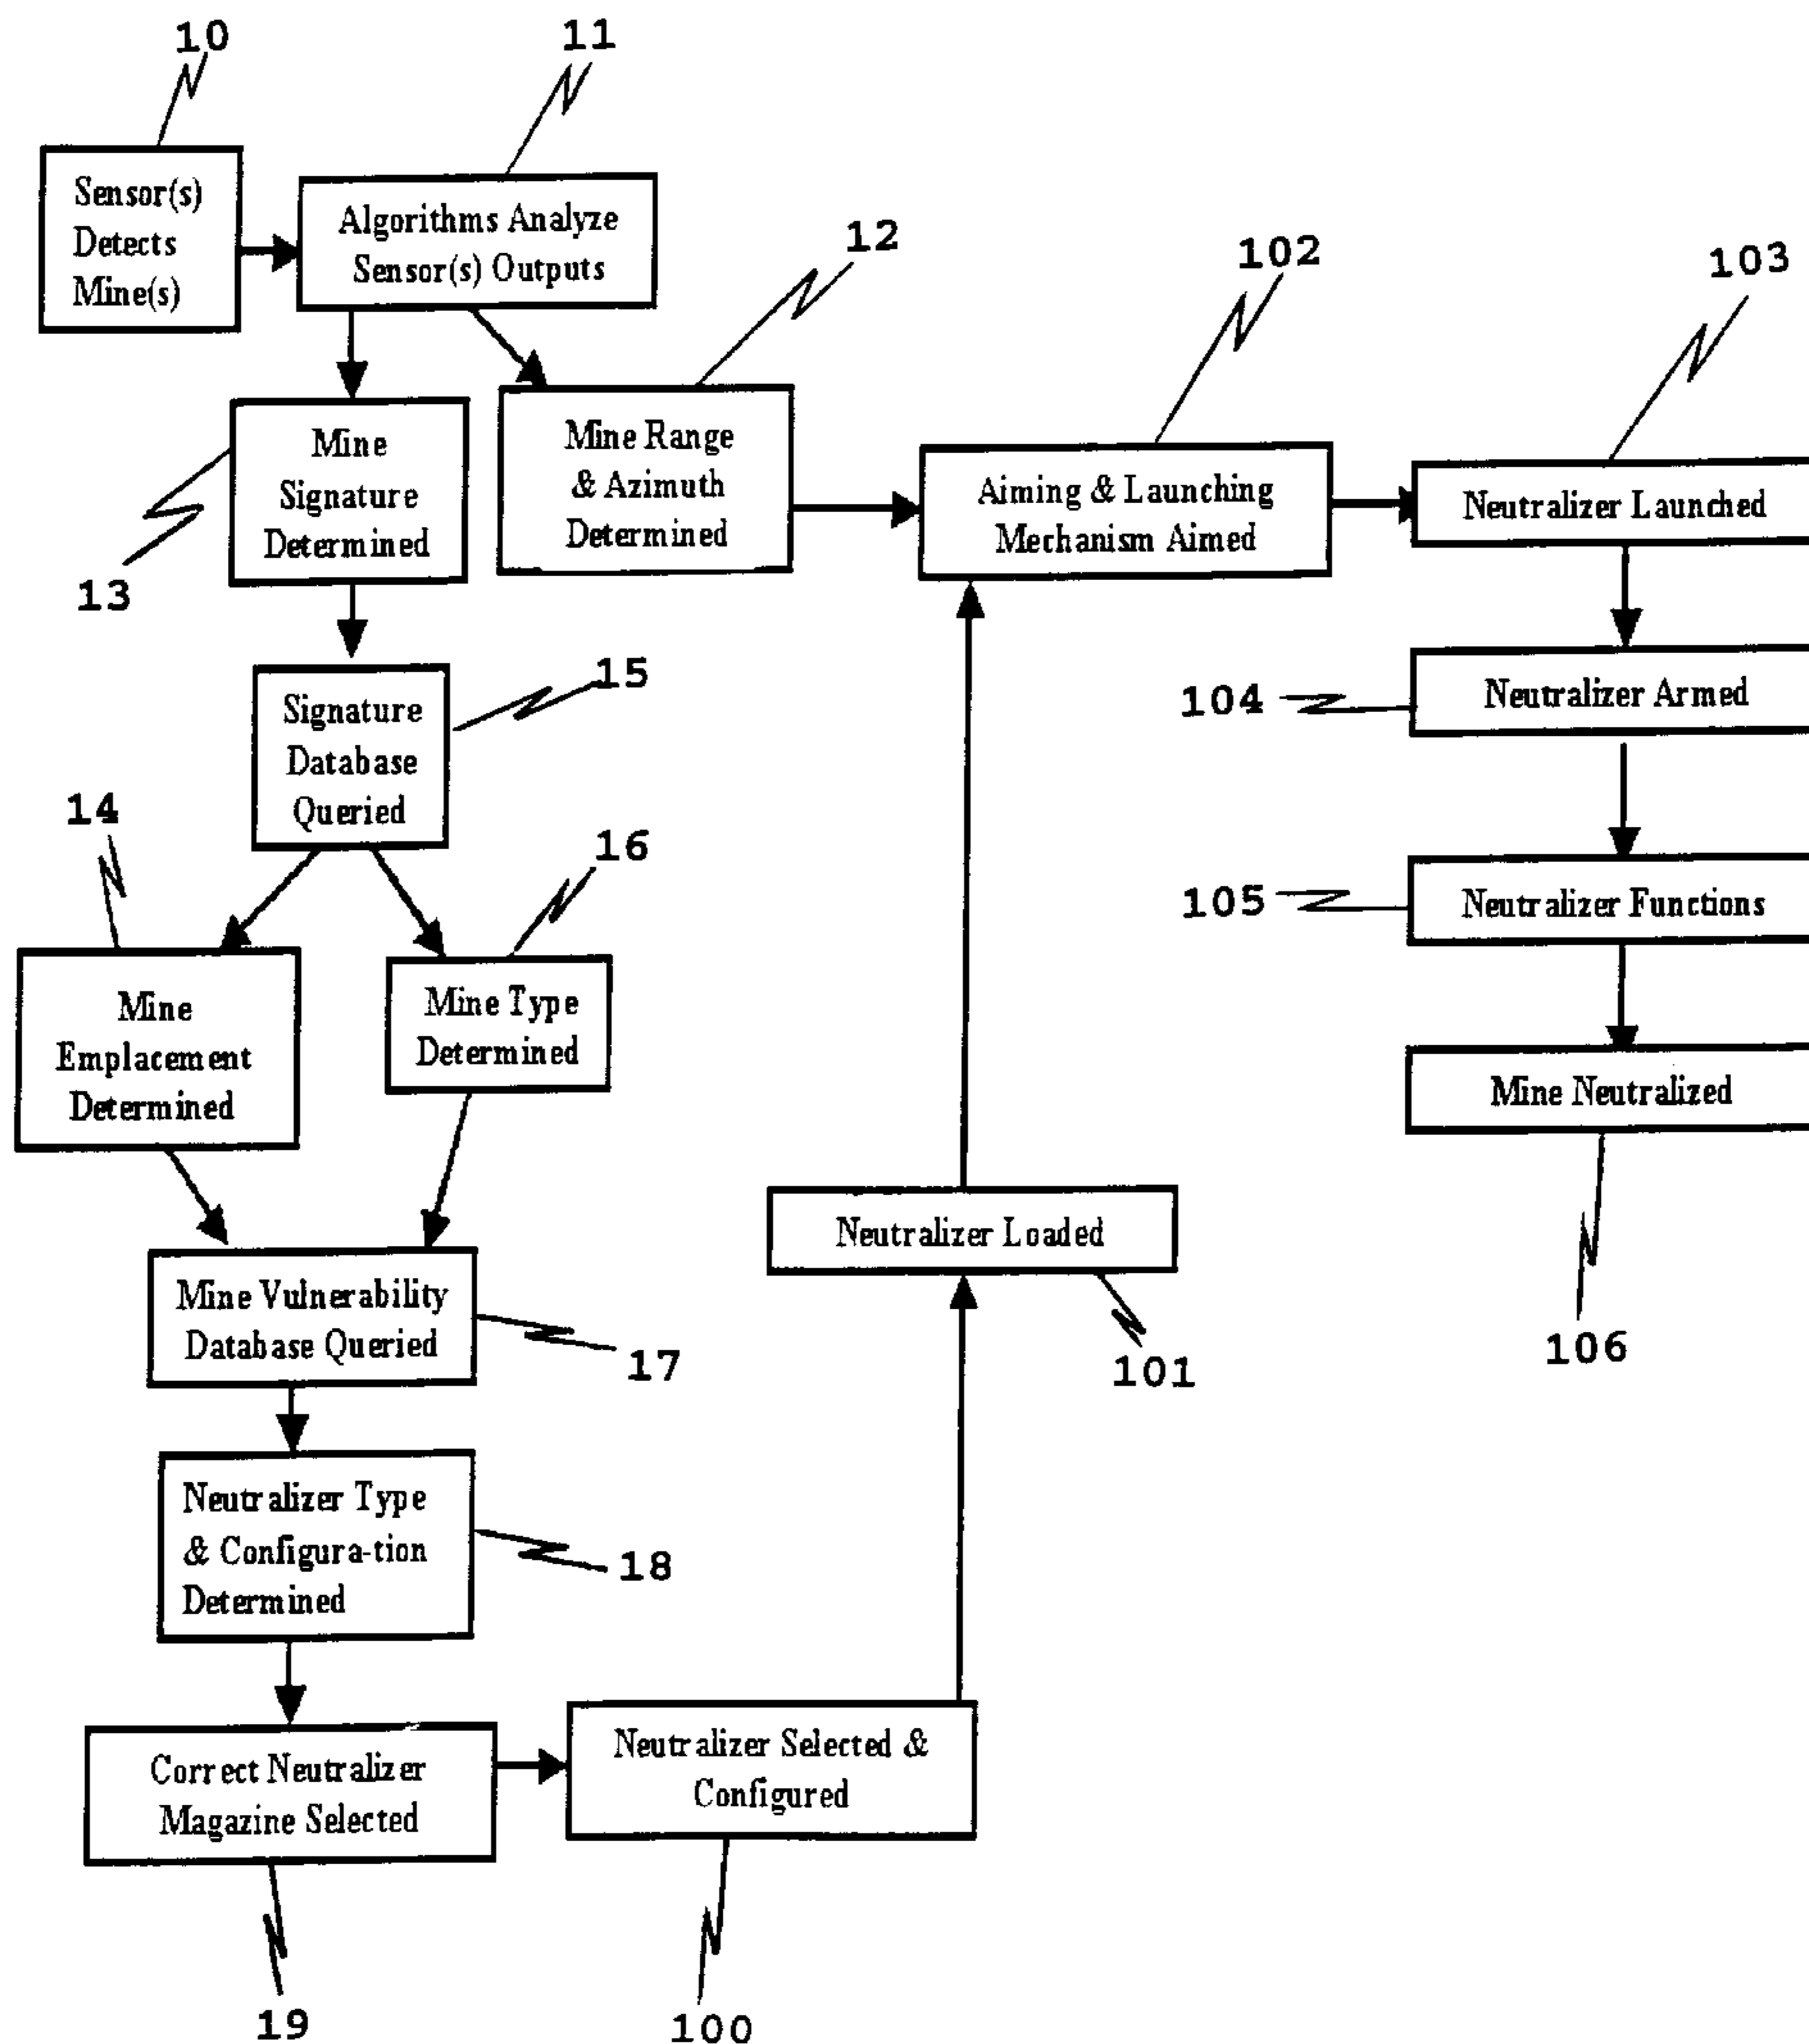 10
11
Sensor(s)
Detects
Mine(s)
Algorithms Analyze
Sensor(s) Outputs
12
102
103
Mine
Signature
Determined
Mine Range
& Azimuth
Determined
Aiming & Launching
Mechanism Aimed
Neutralizer Launched
13
15
Signature
Database
Queried
104
Neutralizer Armed
14
16
105
Neutralizer Functions
Mine
Emplacement
Determined
Mine Type
Determined
Mine Neutralized
106
Neutralizer Loaded
101
Mine Vulnerability
Database Queried
17
Neutralizer Type
& Configura-tion
Determined
18
Correct Neutralizer
Magazine Selected
Neutralizer Selected &
Configured
19
100